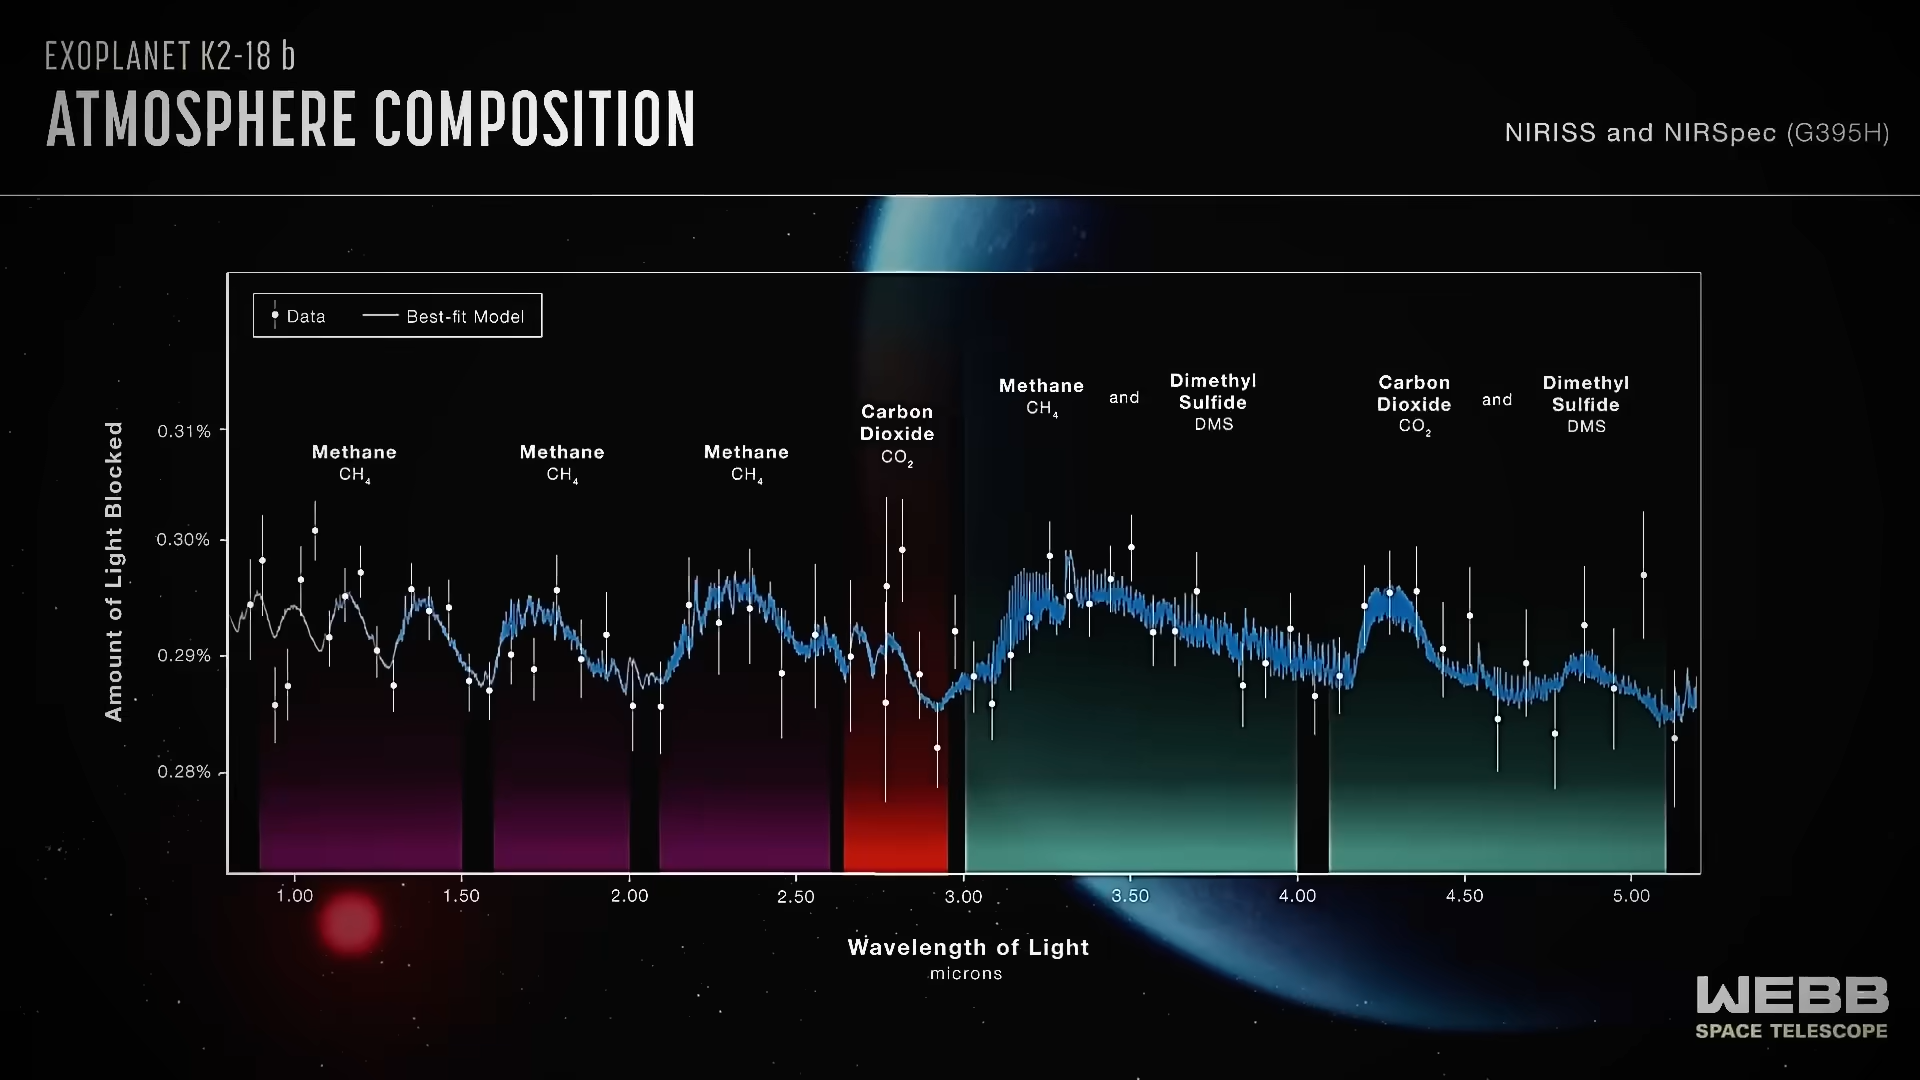 EXOPLANET K2-18 b
ATMOSPHERE COMPOSITION
NIRISS and NIRSpec (G395H)
Data
Best-fit Model
Amount of Light Blocked
0.31%
0.30%
0.29%
0.28%
Methane
CH₄
Methane
CH₄
Methane
CH₄
Carbon
Dioxide
CO₂
Methane
CH₄
and
Dimethyl
Sulfide
DMS
Carbon
Dioxide
CO₂
and
Dimethyl
Sulfide
DMS
1.00 1.50 2.00 2.50 3.00 3.50 4.00 4.50 5.00
Wavelength of Light
microns
WEBB
SPACE TELESCOPE